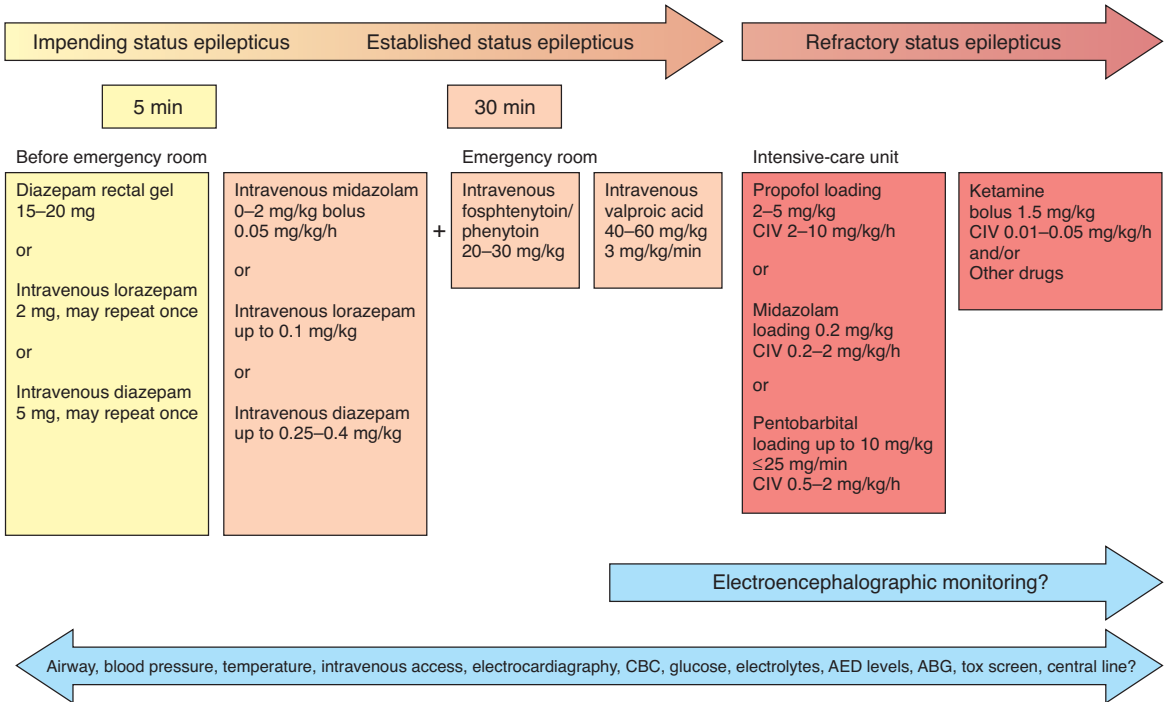 Impending status epilepticus
Established status epilepticus
Refractory status epilepticus
5 min
30 min
Before emergency room
Diazepam rectal gel
15–20 mg
or
Intravenous lorazepam
2 mg, may repeat once
or
Intravenous diazepam
5 mg, may repeat once
Intravenous midazolam
0–2 mg/kg bolus
0.05 mg/kg/h
or
Intravenous lorazepam
up to 0.1 mg/kg
or
Intravenous diazepam
up to 0.25–0.4 mg/kg
+
Emergency room
Intravenous
fosphtenytoin/
phenytoin
20–30 mg/kg
Intravenous
valproic acid
40–60 mg/kg
3 mg/kg/min
Intensive-care unit
Propofol loading
2–5 mg/kg
CIV 2–10 mg/kg/h
or
Midazolam
loading 0.2 mg/kg
CIV 0.2–2 mg/kg/h
or
Pentobarbital
loading up to 10 mg/kg
≤25 mg/min
CIV 0.5–2 mg/kg/h
Ketamine
bolus 1.5 mg/kg
CIV 0.01–0.05 mg/kg/h
and/or
Other drugs
Electroencephalographic monitoring?
Airway, blood pressure, temperature, intravenous access, electrocardiagraphy, CBC, glucose, electrolytes, AED levels, ABG, tox screen, central line?